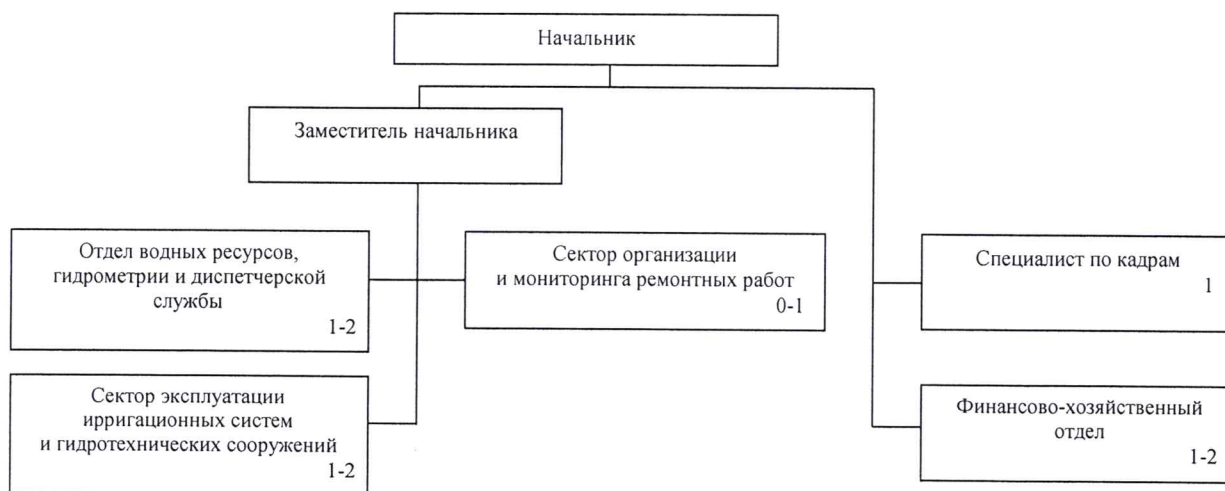 Начальник
Заместитель начальника
Отдел водных ресурсов,
гидрометрии и диспетчерской
службы
1-2
Сектор организации
и мониторинга ремонтных работ
0-1
Специалист по кадрам
1
Сектор эксплуатации
ирригационных систем
и гидротехнических сооружений
1-2
Финансово-хозяйственный
отдел
1-2